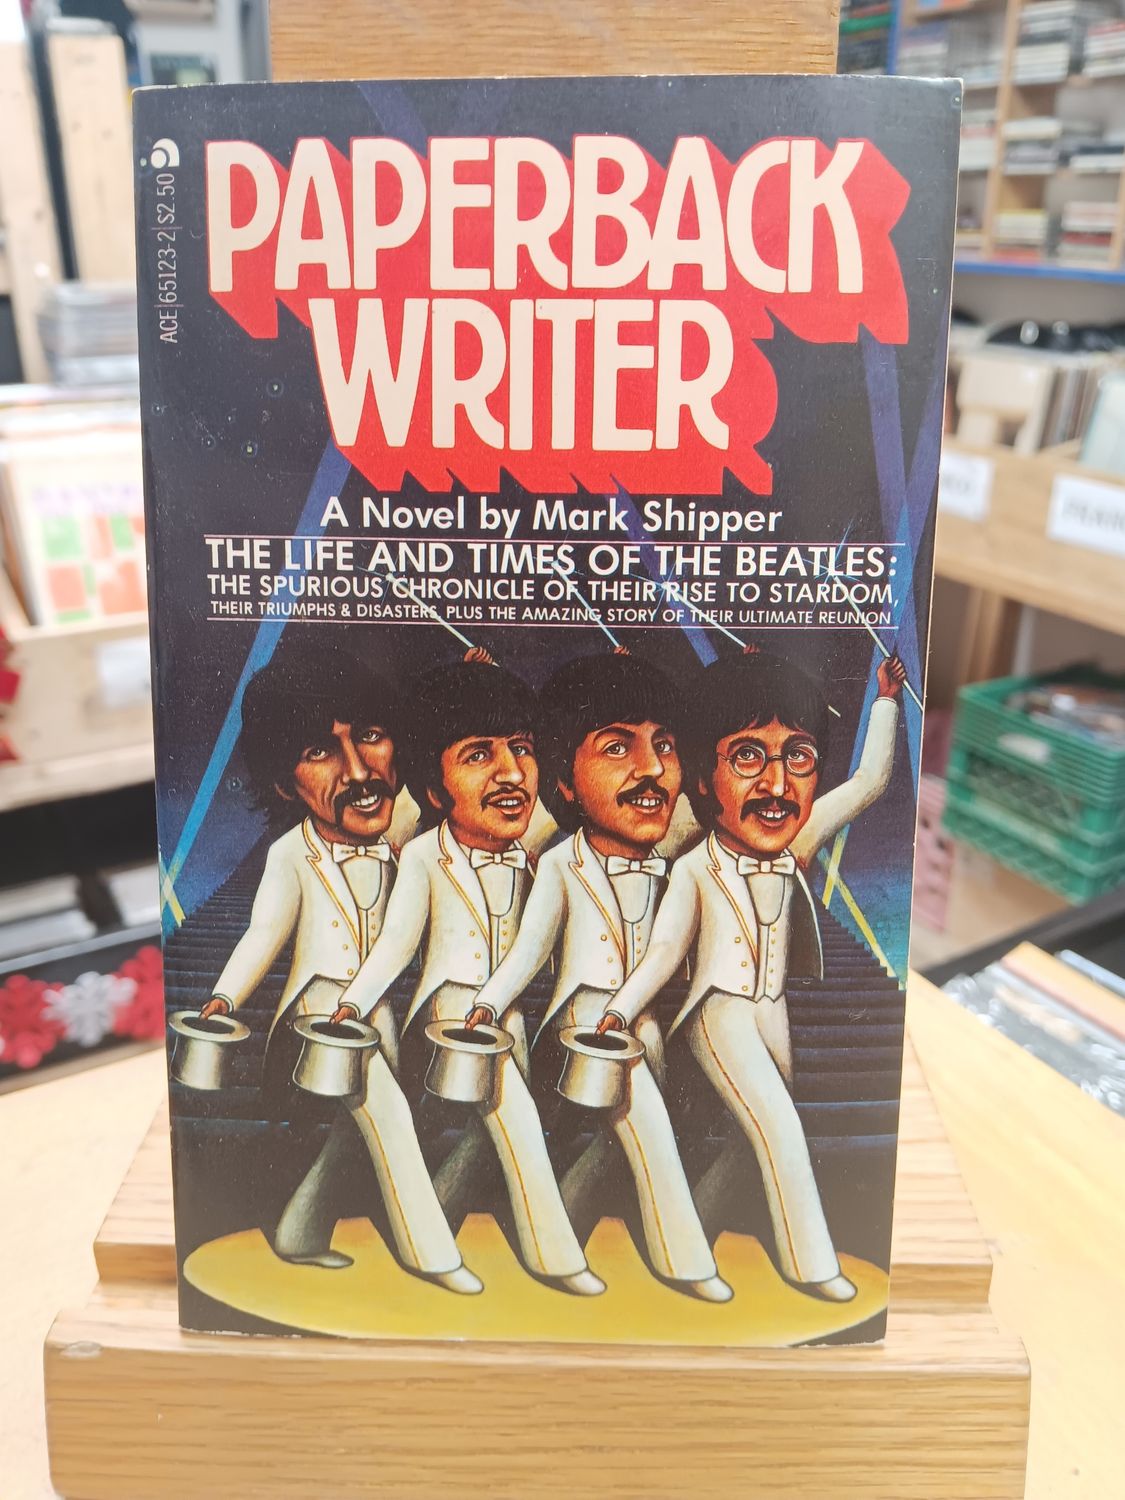 ACE|65123-2|$2.50
PAPERBACK
WRITER
A Novel by Mark Shipper
THE LIFE AND TIMES OF THE BEATLES:
THE SPURIOUS CHRONICLE OF THEIR RISE TO STARDOM,
THEIR TRIUMPHS & DISASTERS, PLUS THE AMAZING STORY OF THEIR ULTIMATE REUNION